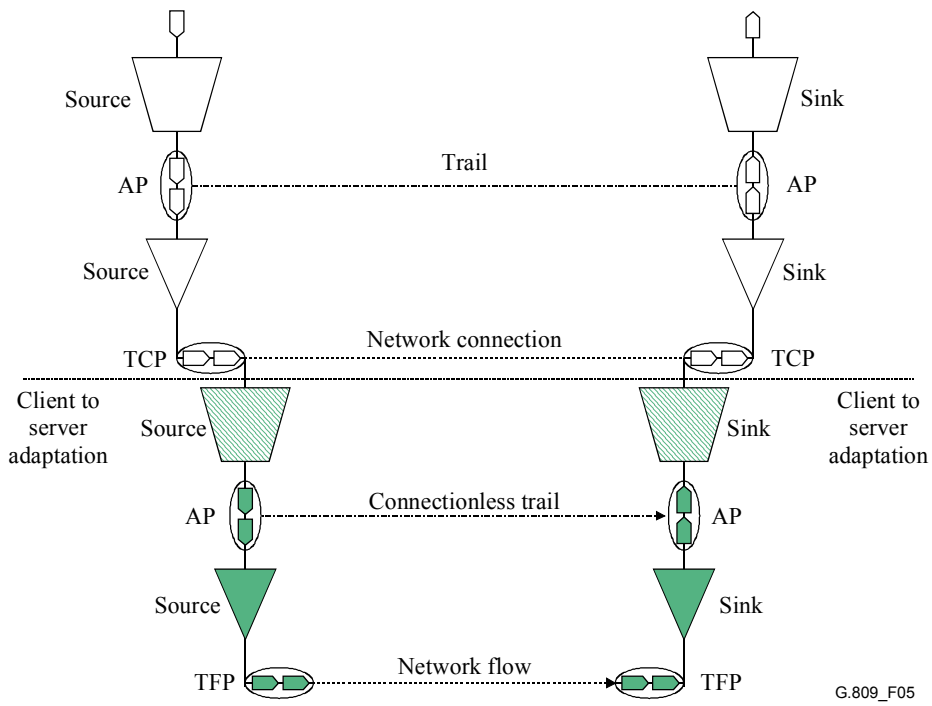 Source
Sink
AP
Trail
AP
Source
Sink
TCP
Network connection
TCP
Client to
server
adaptation
Source
Sink
Client to
server
adaptation
AP
Connectionless trail
AP
Source
Sink
TFP
Network flow
TFP
G.809_F05